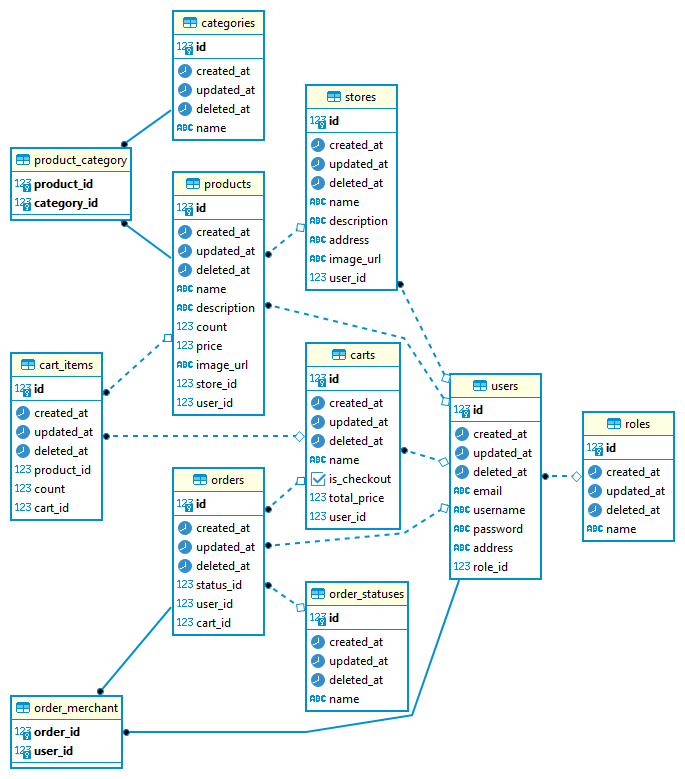 categories
123 id
created_at
updated_at
deleted_at
ABC name
product_category
123 product_id
123 category_id
stores
123 id
created_at
updated_at
deleted_at
ABC name
ABC description
ABC address
ABC image_url
123 user_id
products
123 id
created_at
updated_at
deleted_at
ABC name
ABC description
123 count
123 price
ABC image_url
123 store_id
123 user_id
cart_items
123 id
created_at
updated_at
deleted_at
123 product_id
123 count
123 cart_id
carts
123 id
created_at
updated_at
deleted_at
ABC name
is_checkout
123 total_price
123 user_id
users
123 id
created_at
updated_at
deleted_at
ABC email
ABC username
ABC password
ABC address
123 role_id
roles
123 id
created_at
updated_at
deleted_at
ABC name
orders
123 id
created_at
updated_at
deleted_at
123 status_id
123 user_id
123 cart_id
order_statuses
123 id
created_at
updated_at
deleted_at
ABC name
order_merchant
123 order_id
123 user_id